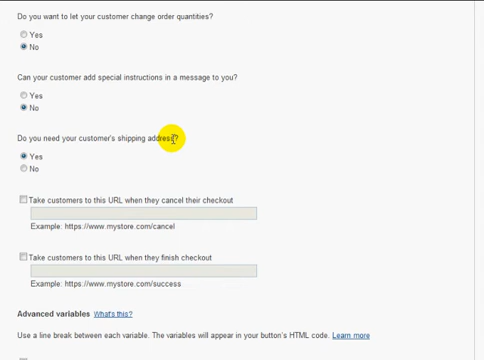 Do you want to let your customer change order quantities?
Yes
No
Can your customer add special instructions in a message to you?
Yes
No
Do you need your customer's shipping address?
Yes
No
Take customers to this URL when they cancel their checkout
Example: https://www.mystore.com/cancel
Take customers to this URL when they finish checkout
Example: https://www.mystore.com/success
Advanced variables What's this?
Use a line break between each variable. The variables will appear in your button's HTML code. Learn more